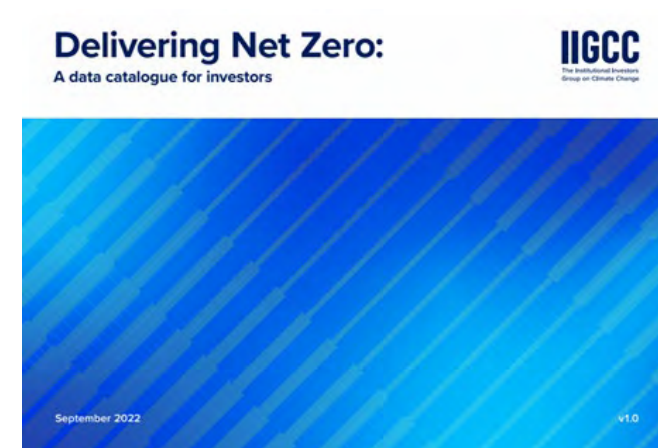 Delivering Net Zero:
A data catalogue for investors
IIGCC
The Institutional Investors
Group on Climate Change
September 2022
v1.0